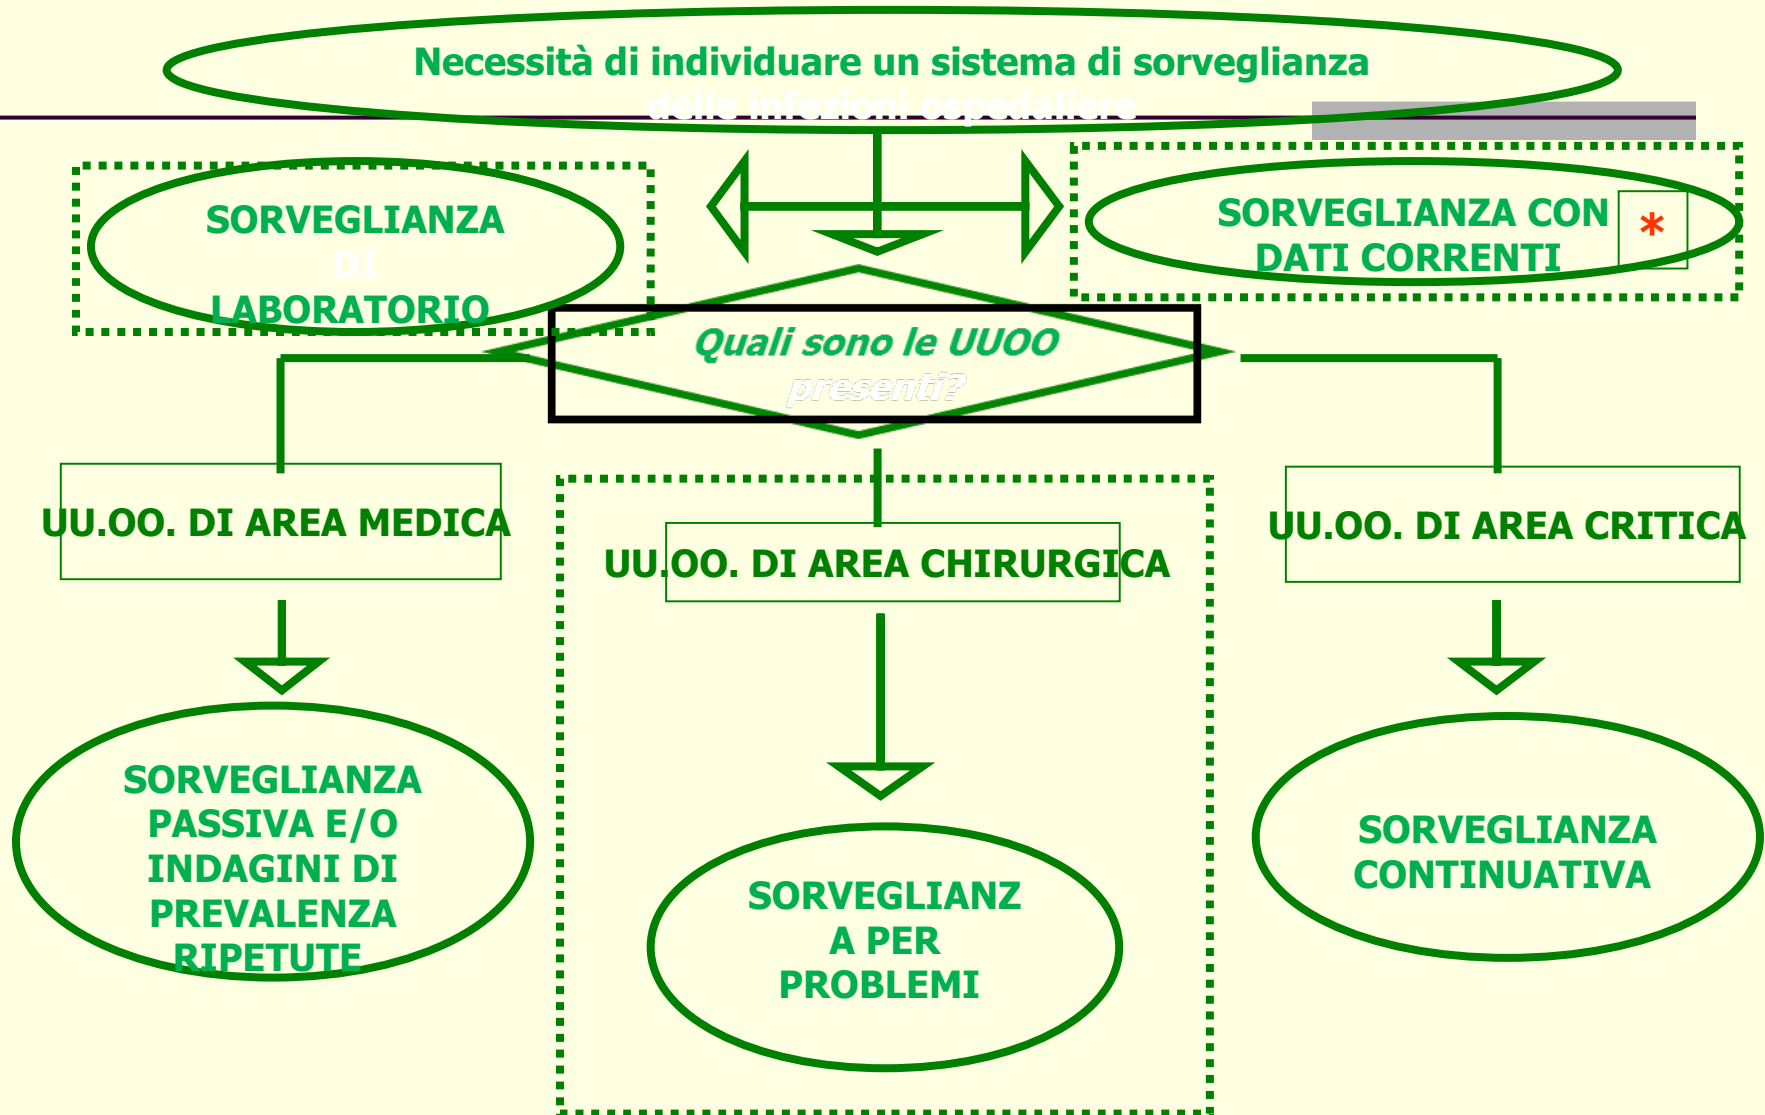 Necessità di individuare un sistema di sorveglianza
delle infezioni ospedaliere
SORVEGLIANZA
DI
LABORATORIO
SORVEGLIANZA CON
DATI CORRENTI
*
Quali sono le UUOO
presenti?
UU.OO. DI AREA MEDICA
UU.OO. DI AREA CHIRURGICA
UU.OO. DI AREA CRITICA
SORVEGLIANZA
PASSIVA E/O
INDAGINI DI
PREVALENZA
RIPETUTE
SORVEGLIANZ
A PER
PROBLEMI
SORVEGLIANZA
CONTINUATIVA